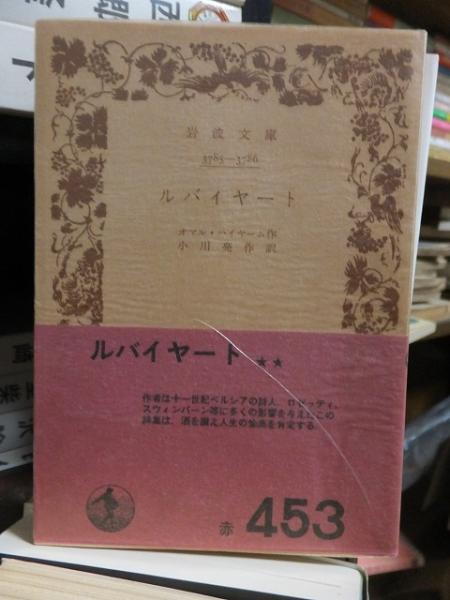 岩波文庫
3783—3786
ルバイヤート
オマル・ハイヤーム作
小川亮作訳
ルバイヤート ★★
作者は十一世紀ペルシアの詩人．ロセッティ，
スウィンバーン等に多くの影響を与えたこの
詩集は，酒を讃え人生の愉楽を肯定する．
赤 453